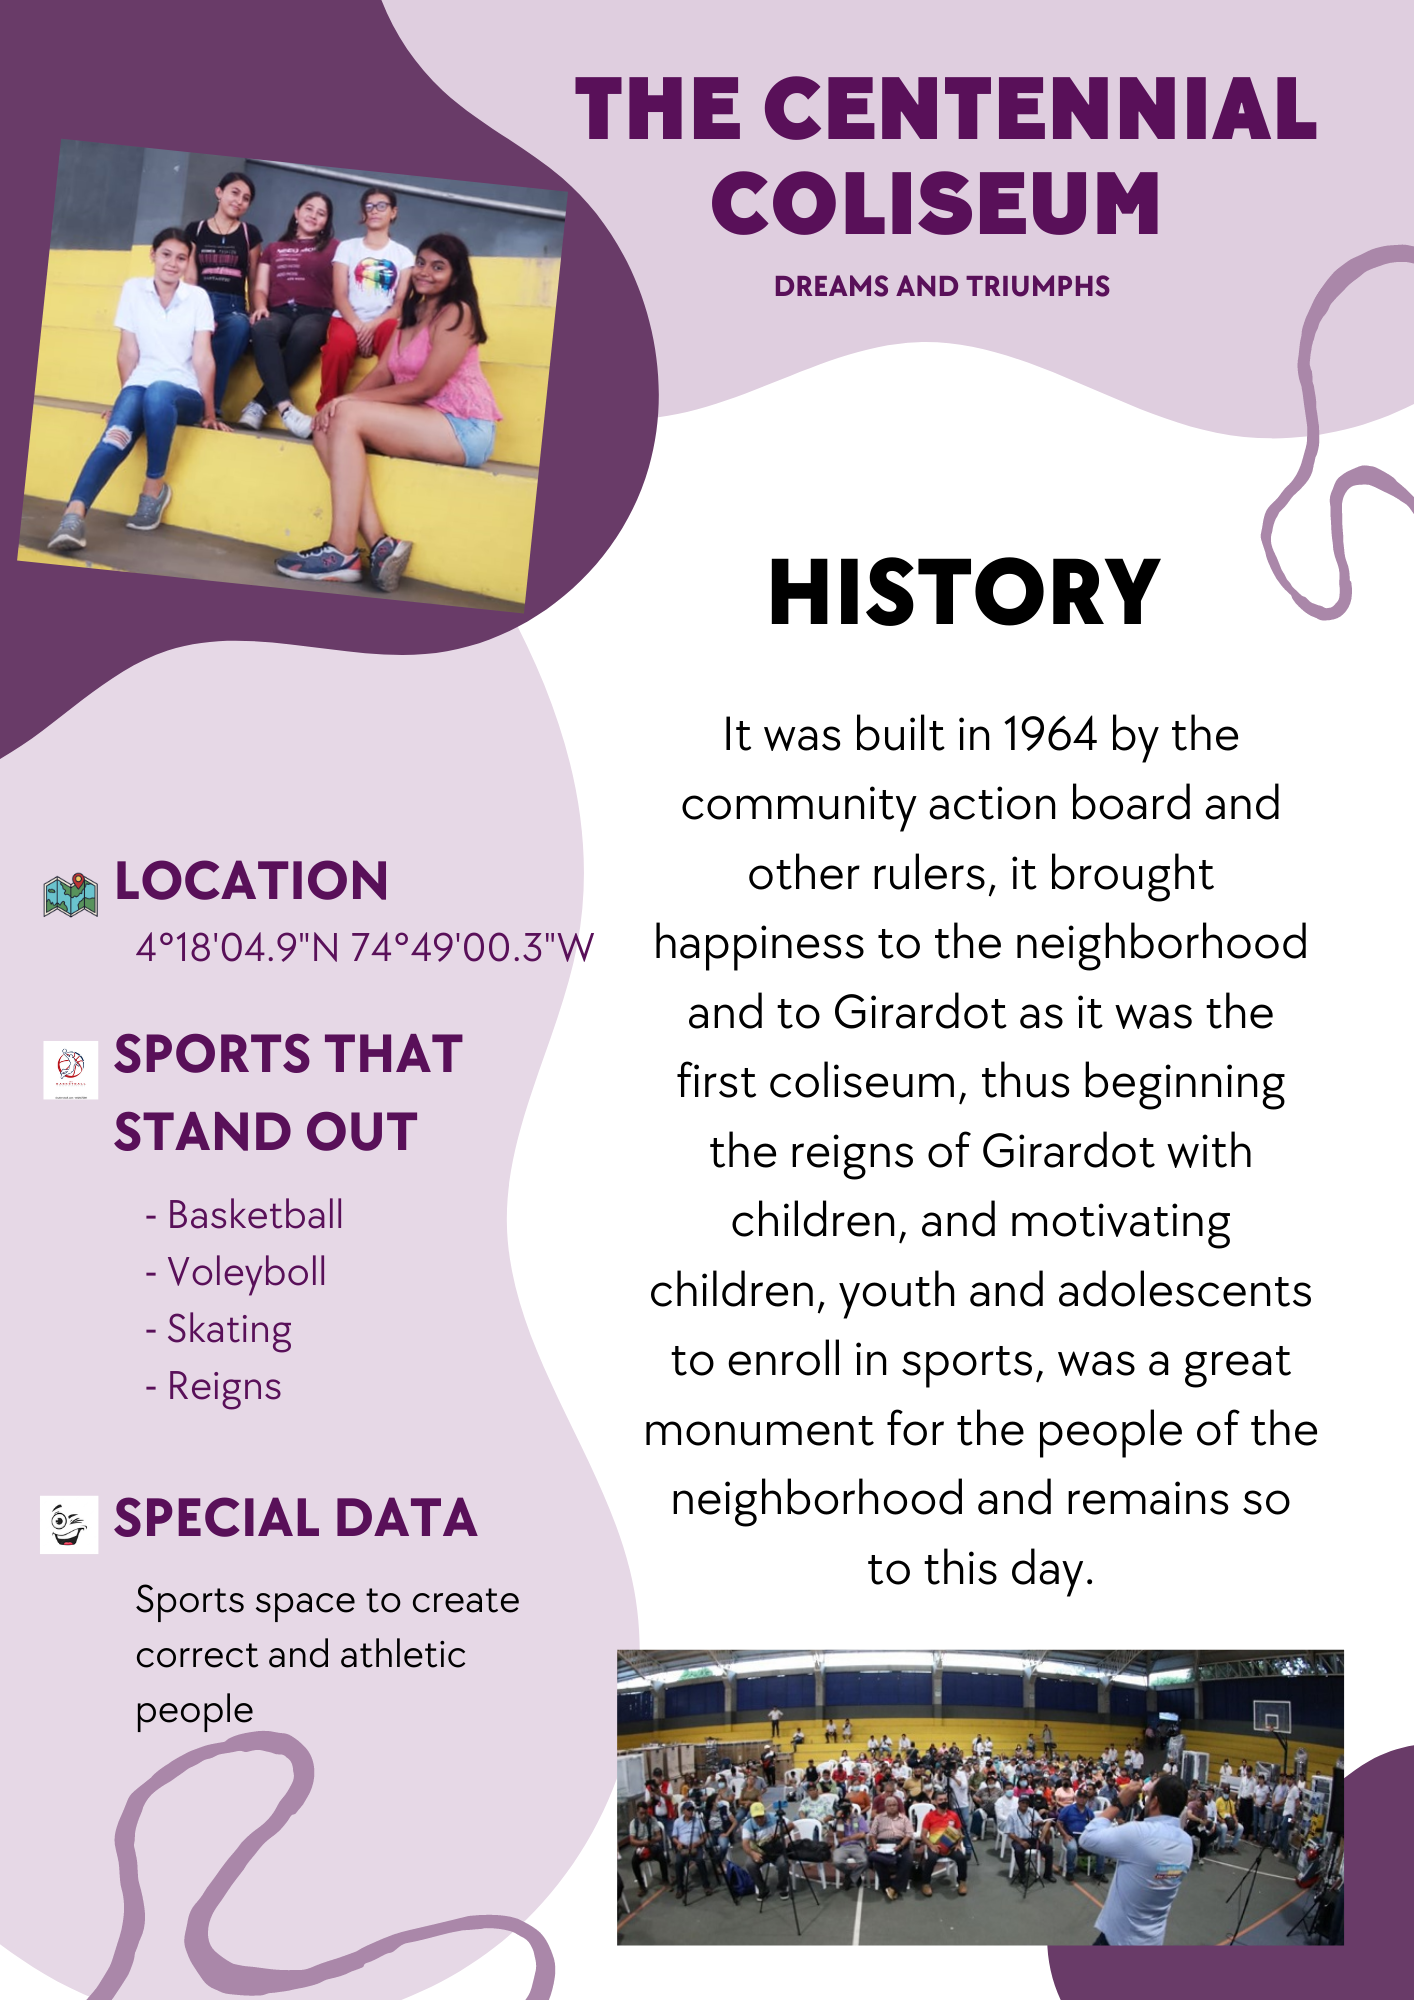 THE CENTENNIAL
COLISEUM
DREAMS AND TRIUMPHS
HISTORY
It was built in 1964 by the
community action board and
other rulers, it brought
happiness to the neighborhood
and to Girardot as it was the
first coliseum, thus beginning
the reigns of Girardot with
children, and motivating
children, youth and adolescents
to enroll in sports, was a great
monument for the people of the
neighborhood and remains so
to this day.
LOCATION
4°18'04.9"N 74°49'00.3"W
SPORTS THAT
STAND OUT
- Basketball
- Voleyboll
- Skating
- Reigns
SPECIAL DATA
Sports space to create
correct and athletic
people